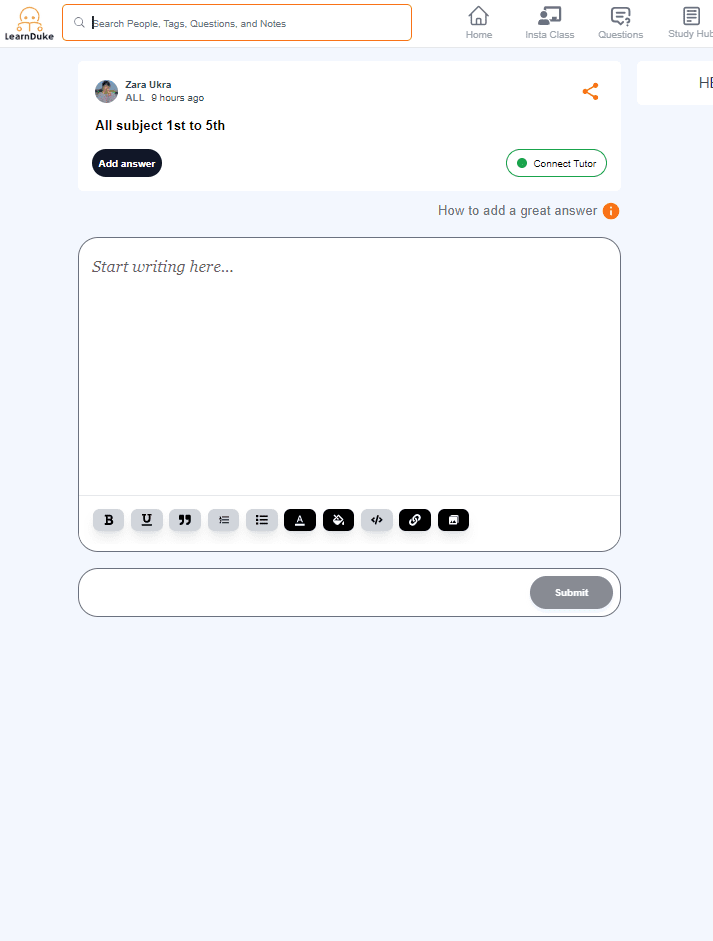 LearnDuke
Search People, Tags, Questions, and Notes
Home
Insta Class
Questions
Study Hub
Zara Ukra
ALL 9 hours ago
All subject 1st to 5th
Add answer
Connect Tutor
How to add a great answer
Start writing here...
B
U
A
Submit